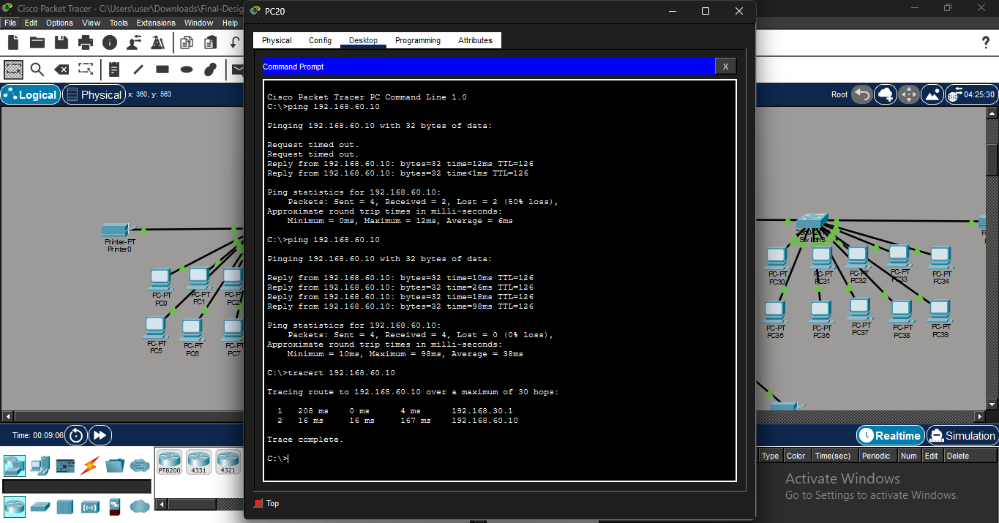 Cisco Packet Tracer - C:\Users\user\Downloads\Final-Desig
File Edit Options View Tools Extensions Window Help
Logical
Physical
x: 360, y: 563
Root
04:25:30
Printer-PT
Printer0
PC-PT
PC0
PC-PT
PC1
PC-PT
PC2
PC-PT
PC5
PC-PT
PC6
PC-PT
PC7
PC20
Physical Config Desktop Programming Attributes
Command Prompt
X
Cisco Packet Tracer PC Command Line 1.0
C:\>ping 192.168.60.10
Pinging 192.168.60.10 with 32 bytes of data:
Request timed out.
Request timed out.
Reply from 192.168.60.10: bytes=32 time=12ms TTL=126
Reply from 192.168.60.10: bytes=32 time<1ms TTL=126
Ping statistics for 192.168.60.10:
Packets: Sent = 4, Received = 2, Lost = 2 (50% loss),
Approximate round trip times in milli-seconds:
Minimum = 0ms, Maximum = 12ms, Average = 6ms
C:\>ping 192.168.60.10
Pinging 192.168.60.10 with 32 bytes of data:
Reply from 192.168.60.10: bytes=32 time=10ms TTL=126
Reply from 192.168.60.10: bytes=32 time=26ms TTL=126
Reply from 192.168.60.10: bytes=32 time=18ms TTL=126
Reply from 192.168.60.10: bytes=32 time=98ms TTL=126
Ping statistics for 192.168.60.10:
Packets: Sent = 4, Received = 4, Lost = 0 (0% loss),
Approximate round trip times in milli-seconds:
Minimum = 10ms, Maximum = 98ms, Average = 38ms
C:\>tracert 192.168.60.10
Tracing route to 192.168.60.10 over a maximum of 30 hops:
1 208 ms 0 ms 4 ms 192.168.30.1
2 16 ms 16 ms 167 ms 192.168.60.10
Trace complete.
C:\>
Top
PC-PT
PC30
PC-PT
PC31
PC-PT
PC32
PC-PT
PC33
PC-PT
PC34
PC-PT
PC35
PC-PT
PC36
PC-PT
PC37
PC-PT
PC38
PC-PT
PC39
Time: 00:09:06
Realtime
Simulation
PT8200
4331
4321
Type Color Time(sec) Periodic Num Edit Delete
Activate Windows
Go to Settings to activate Windows.